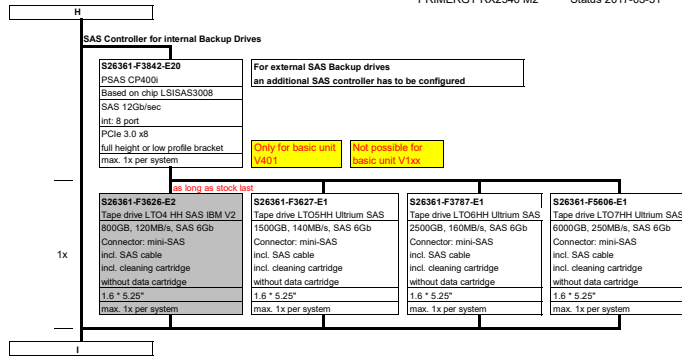 PRIMERGY RX2540 M2 Status 2017-05-31
H
SAS Controller for internal Backup Drives
S26361-F3842-E20
PSAS CP400i
Based on chip LSISAS3008
SAS 12Gb/sec
int: 8 port
PCIe 3.0 x8
full height or low profile bracket
max. 1x per system
For external SAS Backup drives
an additional SAS controller has to be configured
Only for basic unit
V401
Not possible for
basic unit V1xx
as long as stock last
1x
S26361-F3626-E2
Tape drive LTO4 HH SAS IBM V2
800GB, 120MB/s, SAS 6Gb
Connector: mini-SAS
incl. SAS cable
incl. cleaning cartridge
without data cartridge
1.6 * 5.25"
max. 1x per system
S26361-F3627-E1
Tape drive LTO5HH Ultrium SAS
1500GB, 140MB/s, SAS 6Gb
Connector: mini-SAS
incl. SAS cable
incl. cleaning cartridge
without data cartridge
1.6 * 5.25"
max. 1x per system
S26361-F3787-E1
Tape drive LTO6HH Ultrium SAS
2500GB, 160MB/s, SAS 6Gb
Connector: mini-SAS
incl. SAS cable
incl. cleaning cartridge
without data cartridge
1.6 * 5.25"
max. 1x per system
S26361-F5606-E1
Tape drive LTO7HH Ultrium SAS
6000GB, 250MB/s, SAS 6Gb
Connector: mini-SAS
incl. SAS cable
incl. cleaning cartridge
without data cartridge
1.6 * 5.25"
max. 1x per system
I